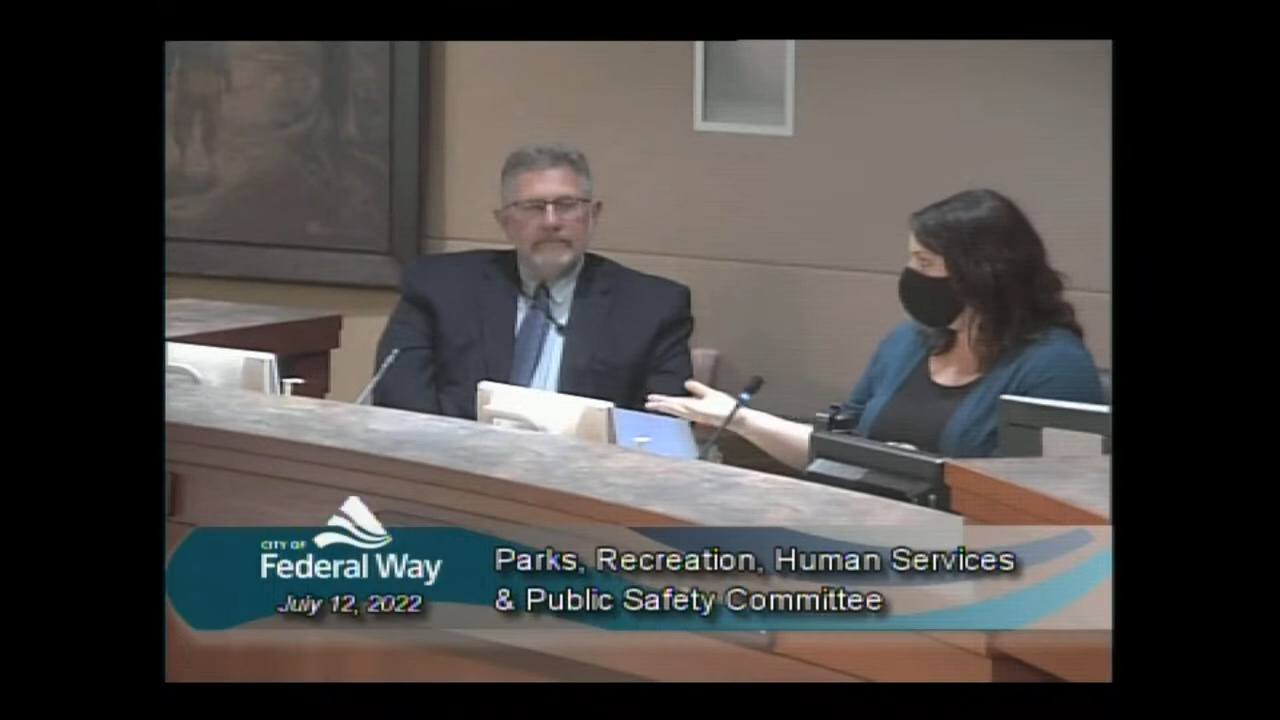 CITY OF
Federal Way
July 12, 2022
Parks, Recreation, Human Services
& Public Safety Committee